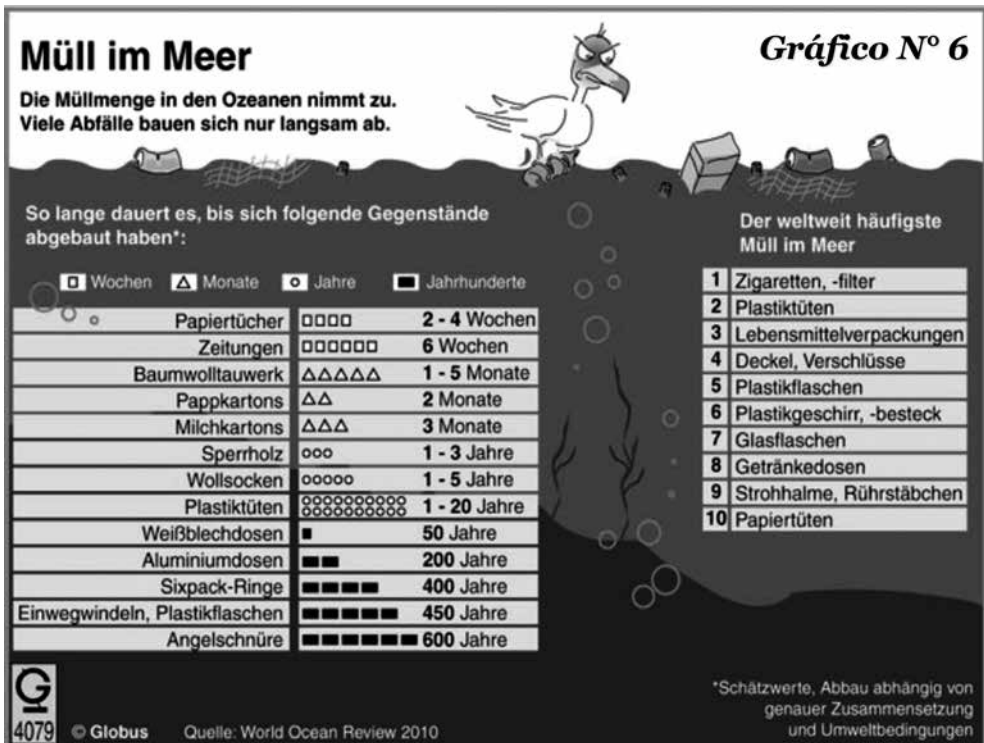 Müll im Meer
Gráfico N° 6
Die Müllmenge in den Ozeanen nimmt zu.
Viele Abfälle bauen sich nur langsam ab.
So lange dauert es, bis sich folgende Gegenstände
abgebaut haben*:
Wochen Monate Jahre Jahrhunderte
Papiertücher 2 - 4 Wochen
Zeitungen 6 Wochen
Baumwolltauwerk 1 - 5 Monate
Pappkartons 2 Monate
Milchkartons 3 Monate
Sperrholz 1 - 3 Jahre
Wollsocken 1 - 5 Jahre
Plastiktüten 1 - 20 Jahre
Weißblechdosen 50 Jahre
Aluminiumdosen 200 Jahre
Sixpack-Ringe 400 Jahre
Einwegwindeln, Plastikflaschen 450 Jahre
Angelschnüre 600 Jahre
Der weltweit häufigste
Müll im Meer
1 Zigaretten, -filter
2 Plastiktüten
3 Lebensmittelverpackungen
4 Deckel, Verschlüsse
5 Plastikflaschen
6 Plastikgeschirr, -besteck
7 Glasflaschen
8 Getränkedosen
9 Strohhalme, Rührstäbchen
10 Papiertüten
*Schätzwerte, Abbau abhängig von
genauer Zusammensetzung
und Umweltbedingungen
G
4079 © Globus Quelle: World Ocean Review 2010